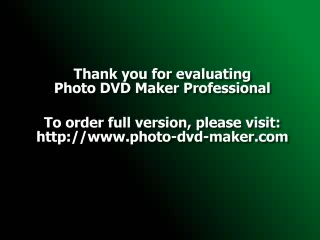 Thank you for evaluating
Photo DVD Maker Professional
To order full version, please visit:
http://www.photo-dvd-maker.com